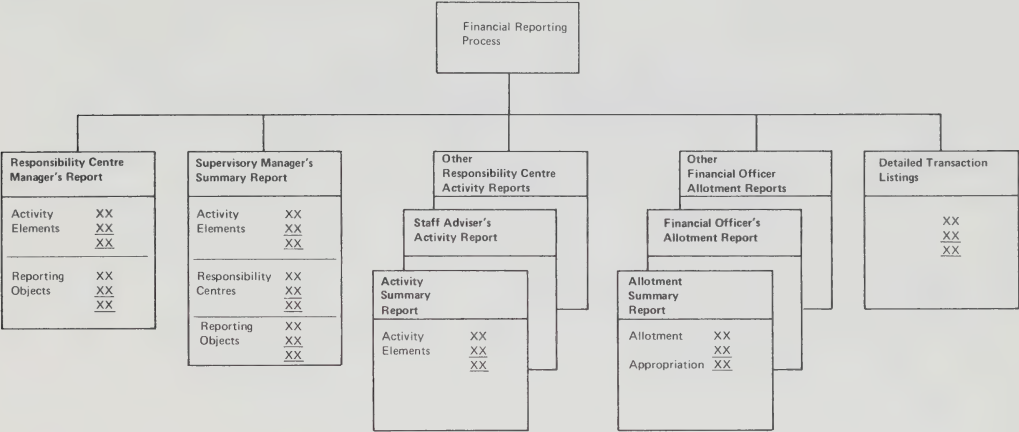 Financial Reporting
Process
Responsibility Centre
Manager's Report
Activity XX
Elements XX
XX
Reporting XX
Objects XX
XX
Supervisory Manager's
Summary Report
Activity XX
Elements XX
XX
Responsibility XX
Centres XX
XX
Reporting XX
Objects XX
XX
Other
Responsibility Centre
Activity Reports
Staff Adviser's
Activity Report
Activity
Summary
Report
Activity XX
Elements XX
XX
Other
Financial Officer
Allotment Reports
Financial Officer's
Allotment Report
Allotment
Summary
Report
Allotment XX
XX
Appropriation XX
Detailed Transaction
Listings
XX
XX
XX